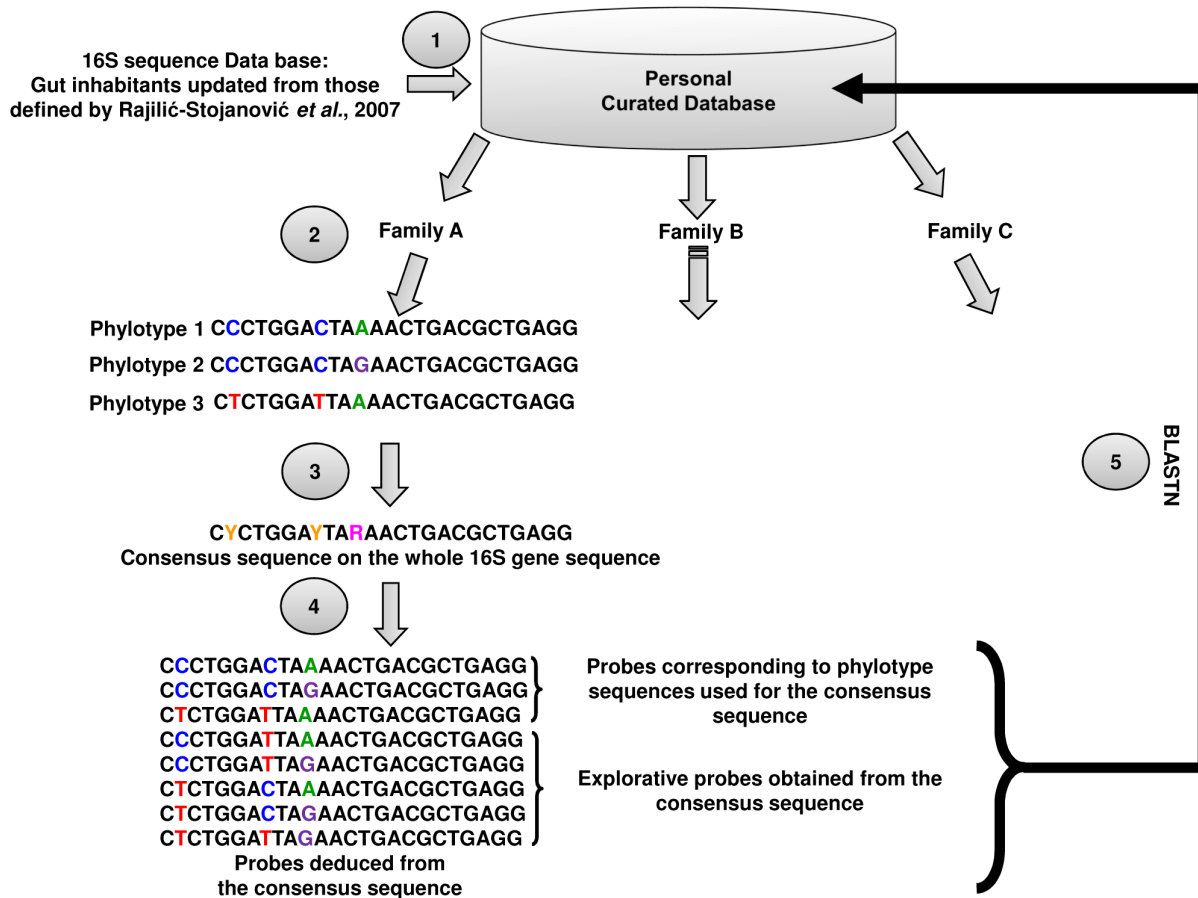 1
16S sequence Data base:
Gut inhabitants updated from those
defined by Rajilić-Stojanović et al., 2007
Personal
Curated Database
2
Family A
Family B
Family C
Phylotype 1 CCCTGGACTAAAACTGACGCTGAGG
Phylotype 2 CCCTGGACTAGAACTGACGCTGAGG
Phylotype 3 CTCTGGATTAAAACTGACGCTGAGG
3
CYCTGGAYTARAACTGACGCTGAGG
Consensus sequence on the whole 16S gene sequence
4
CCCTGGACTAAAACTGACGCTGAGG
CCCTGGACTAGAACTGACGCTGAGG
CTCTGGATTAAAACTGACGCTGAGG
CCCTGGATTAAAACTGACGCTGAGG
CCCTGGATTAGAACTGACGCTGAGG
CTCTGGACTAAAACTGACGCTGAGG
CTCTGGACTAGAACTGACGCTGAGG
CTCTGGATTAGAACTGACGCTGAGG
Probes deduced from
the consensus sequence
Probes corresponding to phylotype
sequences used for the consensus
sequence
Explorative probes obtained from the
consensus sequence
5
BLASTN